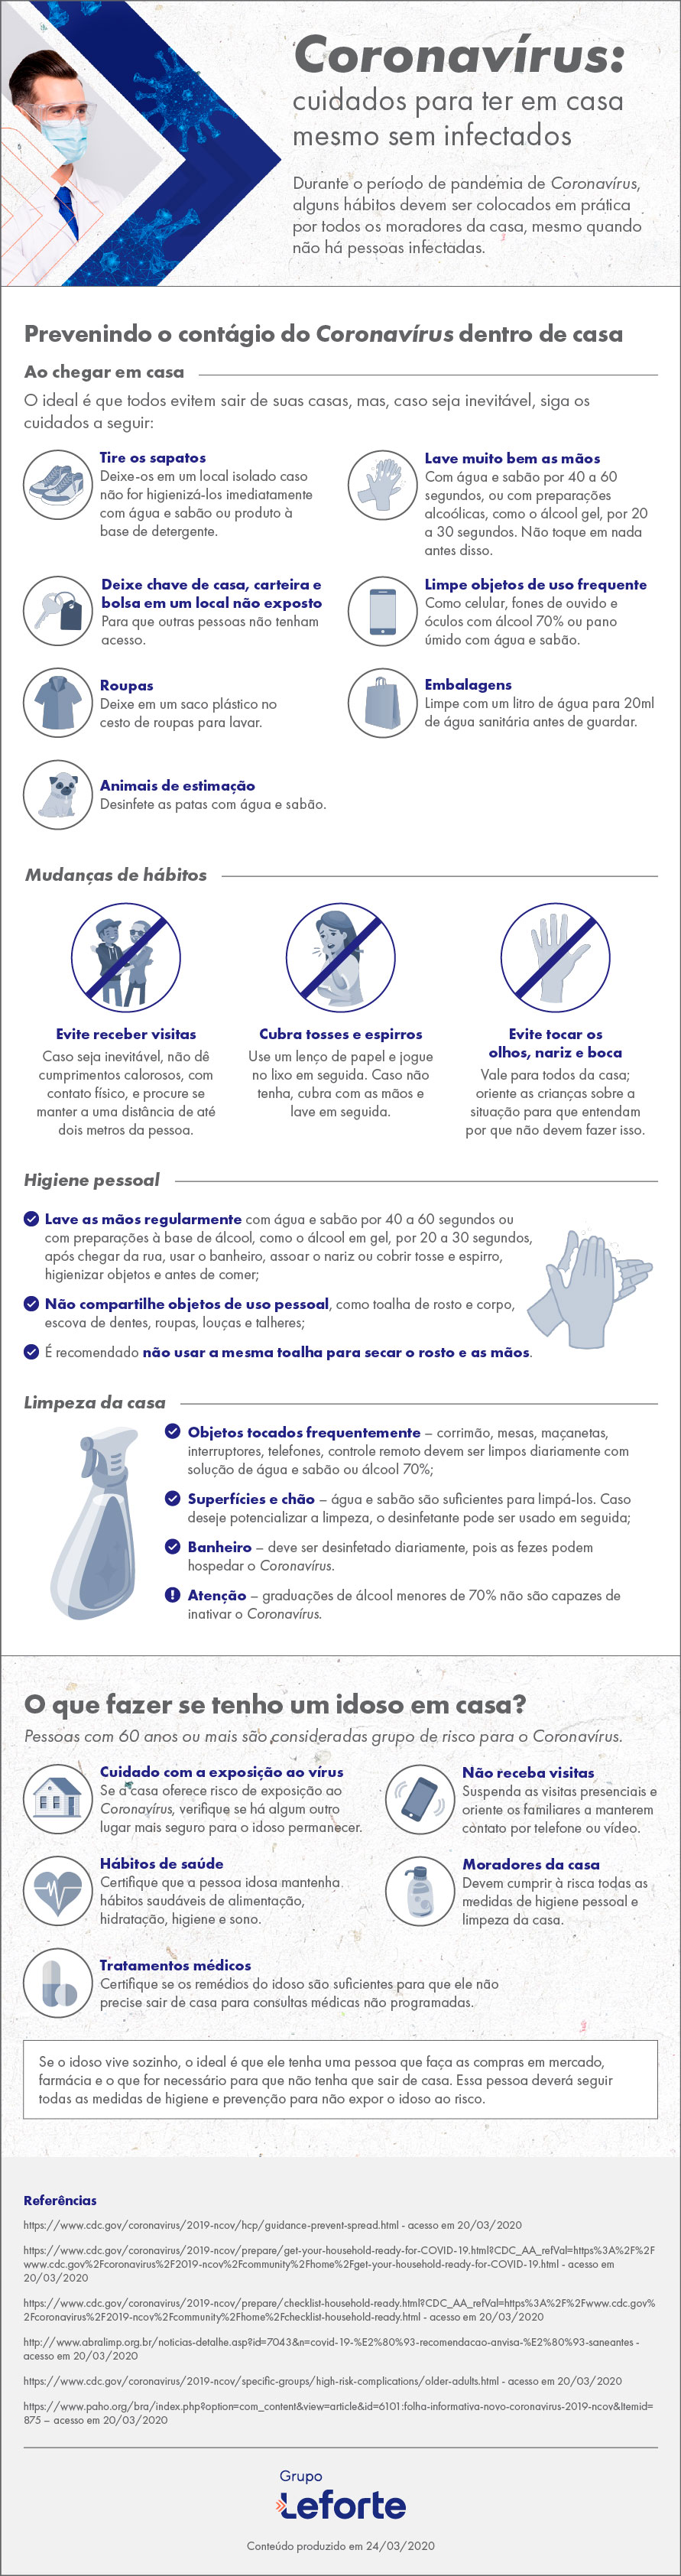 Coronavírus:
cuidados para ter em casa
mesmo sem infectados
Durante o período de pandemia de Coronavírus,
alguns hábitos devem ser colocados em prática
por todos os moradores da casa, mesmo quando
não há pessoas infectadas.
Prevenindo o contágio do Coronavírus dentro de casa
Ao chegar em casa
O ideal é que todos evitem sair de suas casas, mas, caso seja inevitável, siga os
cuidados a seguir:
Tire os sapatos
Deixe-os em um local isolado caso
não for higienizá-los imediatamente
com água e sabão ou produto à
base de detergente.
Lave muito bem as mãos
Com água e sabão por 40 a 60
segundos, ou com preparações
alcoólicas, como o álcool gel, por 20
a 30 segundos. Não toque em nada
antes disso.
Deixe chave de casa, carteira e
bolsa em um local não exposto
Para que outras pessoas não tenham
acesso.
Limpe objetos de uso frequente
Como celular, fones de ouvido e
óculos com álcool 70% ou pano
úmido com água e sabão.
Roupas
Deixe em um saco plástico no
cesto de roupas para lavar.
Embalagens
Limpe com um litro de água para 20ml
de água sanitária antes de guardar.
Animais de estimação
Desinfete as patas com água e sabão.
Mudanças de hábitos
Evite receber visitas
Caso seja inevitável, não dê
cumprimentos calorosos, com
contato físico, e procure se
manter a uma distância de até
dois metros da pessoa.
Cubra tosses e espirros
Use um lenço de papel e jogue
no lixo em seguida. Caso não
tenha, cubra com as mãos e
lave em seguida.
Evite tocar os
olhos, nariz e boca
Vale para todos da casa;
oriente as crianças sobre a
situação para que entendam
por que não devem fazer isso.
Higiene pessoal
Lave as mãos regularmente com água e sabão por 40 a 60 segundos ou
com preparações à base de álcool, como o álcool em gel, por 20 a 30 segundos,
após chegar da rua, usar o banheiro, assoar o nariz ou cobrir tosse e espirro,
higienizar objetos e antes de comer;
Não compartilhe objetos de uso pessoal, como toalha de rosto e corpo,
escova de dentes, roupas, louças e talheres;
É recomendado não usar a mesma toalha para secar o rosto e as mãos.
Limpeza da casa
Objetos tocados frequentemente – corrimão, mesas, maçanetas,
interruptores, telefones, controle remoto devem ser limpos diariamente com
solução de água e sabão ou álcool 70%;
Superfícies e chão – água e sabão são suficientes para limpá-los. Caso
deseje potencializar a limpeza, o desinfetante pode ser usado em seguida;
Banheiro – deve ser desinfetado diariamente, pois as fezes podem
hospedar o Coronavírus.
Atenção – graduações de álcool menores de 70% não são capazes de
inativar o Coronavírus.
O que fazer se tenho um idoso em casa?
Pessoas com 60 anos ou mais são consideradas grupo de risco para o Coronavírus.
Cuidado com a exposição ao vírus
Se a casa oferece risco de exposição ao
Coronavírus, verifique se há algum outro
lugar mais seguro para o idoso permanecer.
Não receba visitas
Suspenda as visitas presenciais e
oriente os familiares a manterem
contato por telefone ou vídeo.
Hábitos de saúde
Certifique que a pessoa idosa mantenha
hábitos saudáveis de alimentação,
hidratação, higiene e sono.
Moradores da casa
Devem cumprir à risca todas as
medidas de higiene pessoal e
limpeza da casa.
Tratamentos médicos
Certifique se os remédios do idoso são suficientes para que ele não
precise sair de casa para consultas médicas não programadas.
Se o idoso vive sozinho, o ideal é que ele tenha uma pessoa que faça as compras em mercado,
farmácia e o que for necessário para que não tenha que sair de casa. Essa pessoa deverá seguir
todas as medidas de higiene e prevenção para não expor o idoso ao risco.
Referências
https://www.cdc.gov/coronavirus/2019-ncov/hcp/guidance-prevent-spread.html - acesso em 20/03/2020
https://www.cdc.gov/coronavirus/2019-ncov/prepare/get-your-household-ready-for-COVID-19.html?CDC_AA_refVal=https%3A%2F%2F
www.cdc.gov%2Fcoronavirus%2F2019-ncov%2Fcommunity%2Fhome%2Fget-your-household-ready-for-COVID-19.html - acesso em
20/03/2020
https://www.cdc.gov/coronavirus/2019-ncov/prepare/checklist-household-ready.html?CDC_AA_refVal=https%3A%2F%2Fwww.cdc.gov%
2Fcoronavirus%2F2019-ncov%2Fcommunity%2Fhome%2Fchecklist-household-ready.html - acesso em 20/03/2020
http://www.abralimp.org.br/noticias-detalhe.asp?id=7043&n=covid-19-%E2%80%93-recomendacao-anvisa-%E2%80%93-saneantes -
acesso em 20/03/2020
https://www.cdc.gov/coronavirus/2019-ncov/specific-groups/high-risk-complications/older-adults.html - acesso em 20/03/2020
https://www.paho.org/bra/index.php?option=com_content&view=article&id=6101:folha-informativa-novo-coronavirus-2019-ncov&Itemid=
875 – acesso em 20/03/2020
Grupo
Leforte
Conteúdo produzido em 24/03/2020